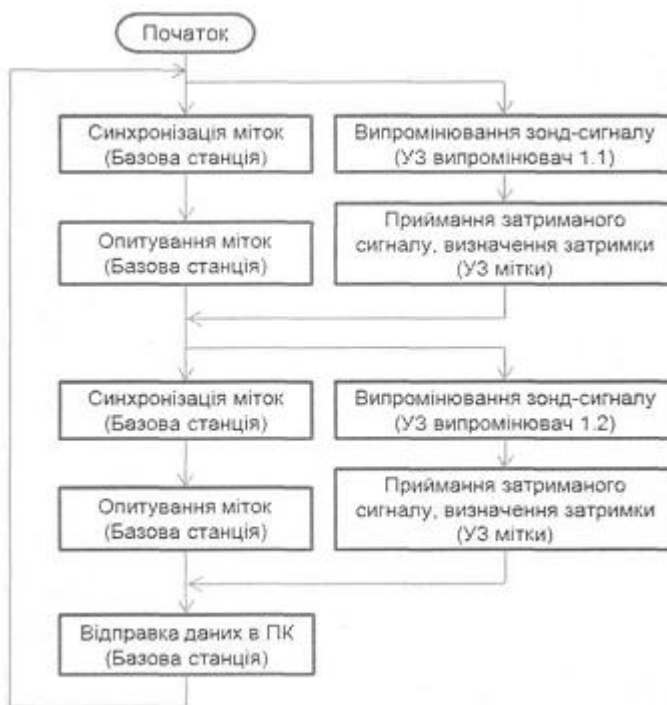 Початок
Синхронізація міток
(Базова станція)
Випромінювання зонд-сигналу
(УЗ випромінювач 1.1)
Опитування міток
(Базова станція)
Приймання затриманого
сигналу, визначення затримки
(УЗ мітки)
Синхронізація міток
(Базова станція)
Випромінювання зонд-сигналу
(УЗ випромінювач 1.2)
Опитування міток
(Базова станція)
Приймання затриманого
сигналу, визначення затримки
(УЗ мітки)
Відправка даних в ПК
(Базова станція)